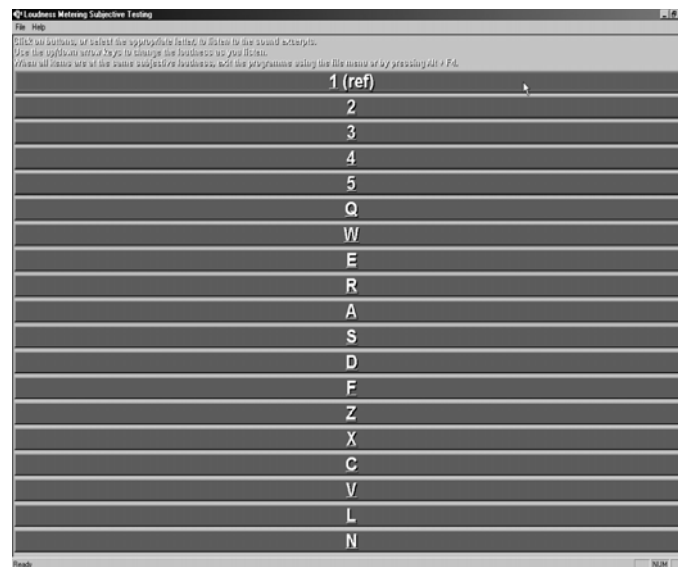 Loudness Metering Subjective Testing
File Help
Click on buttons, or select the appropriate letter, to listen to the sound excerpts.
Use the up/down arrow keys to change the loudness as you listen.
When all items are at the same subjective loudness, exit the programme using the file menu or by pressing Alt + F4.
1 (ref)
2
3
4
5
Q
W
E
R
A
S
D
F
Z
X
C
V
L
N
Ready NUM